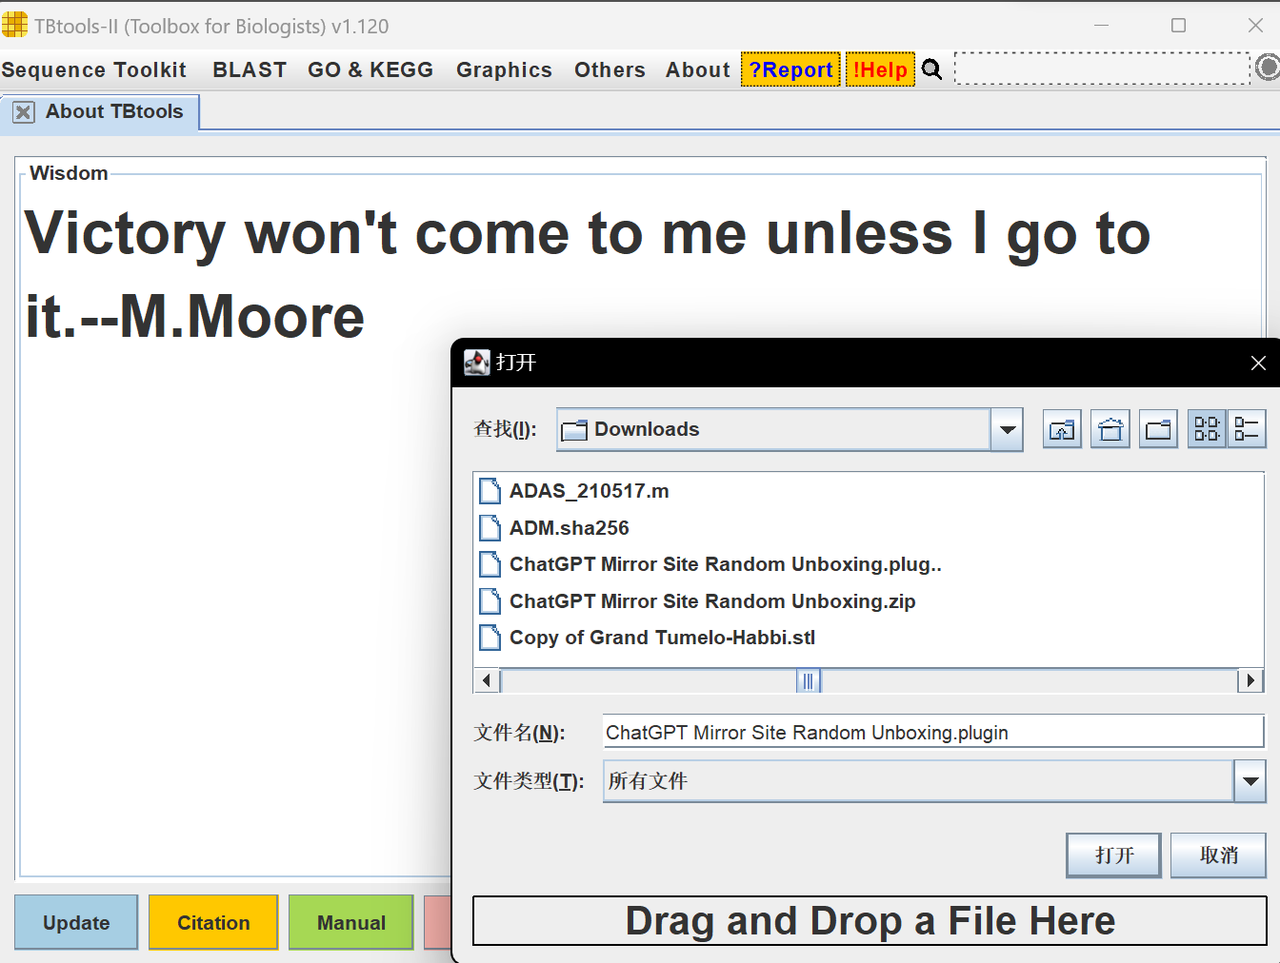 TBtools-II (Toolbox for Biologists) v1.120
Sequence Toolkit BLAST GO & KEGG Graphics Others About ?Report !Help
About TBtools
Wisdom
Victory won't come to me unless I go to
it.--M.Moore
打开
查找(I): Downloads
ADAS_210517.m
ADM.sha256
ChatGPT Mirror Site Random Unboxing.plug..
ChatGPT Mirror Site Random Unboxing.zip
Copy of Grand Tumelo-Habbi.stl
文件名(N): ChatGPT Mirror Site Random Unboxing.plugin
文件类型(T): 所有文件
打开 取消
Update Citation Manual
Drag and Drop a File Here